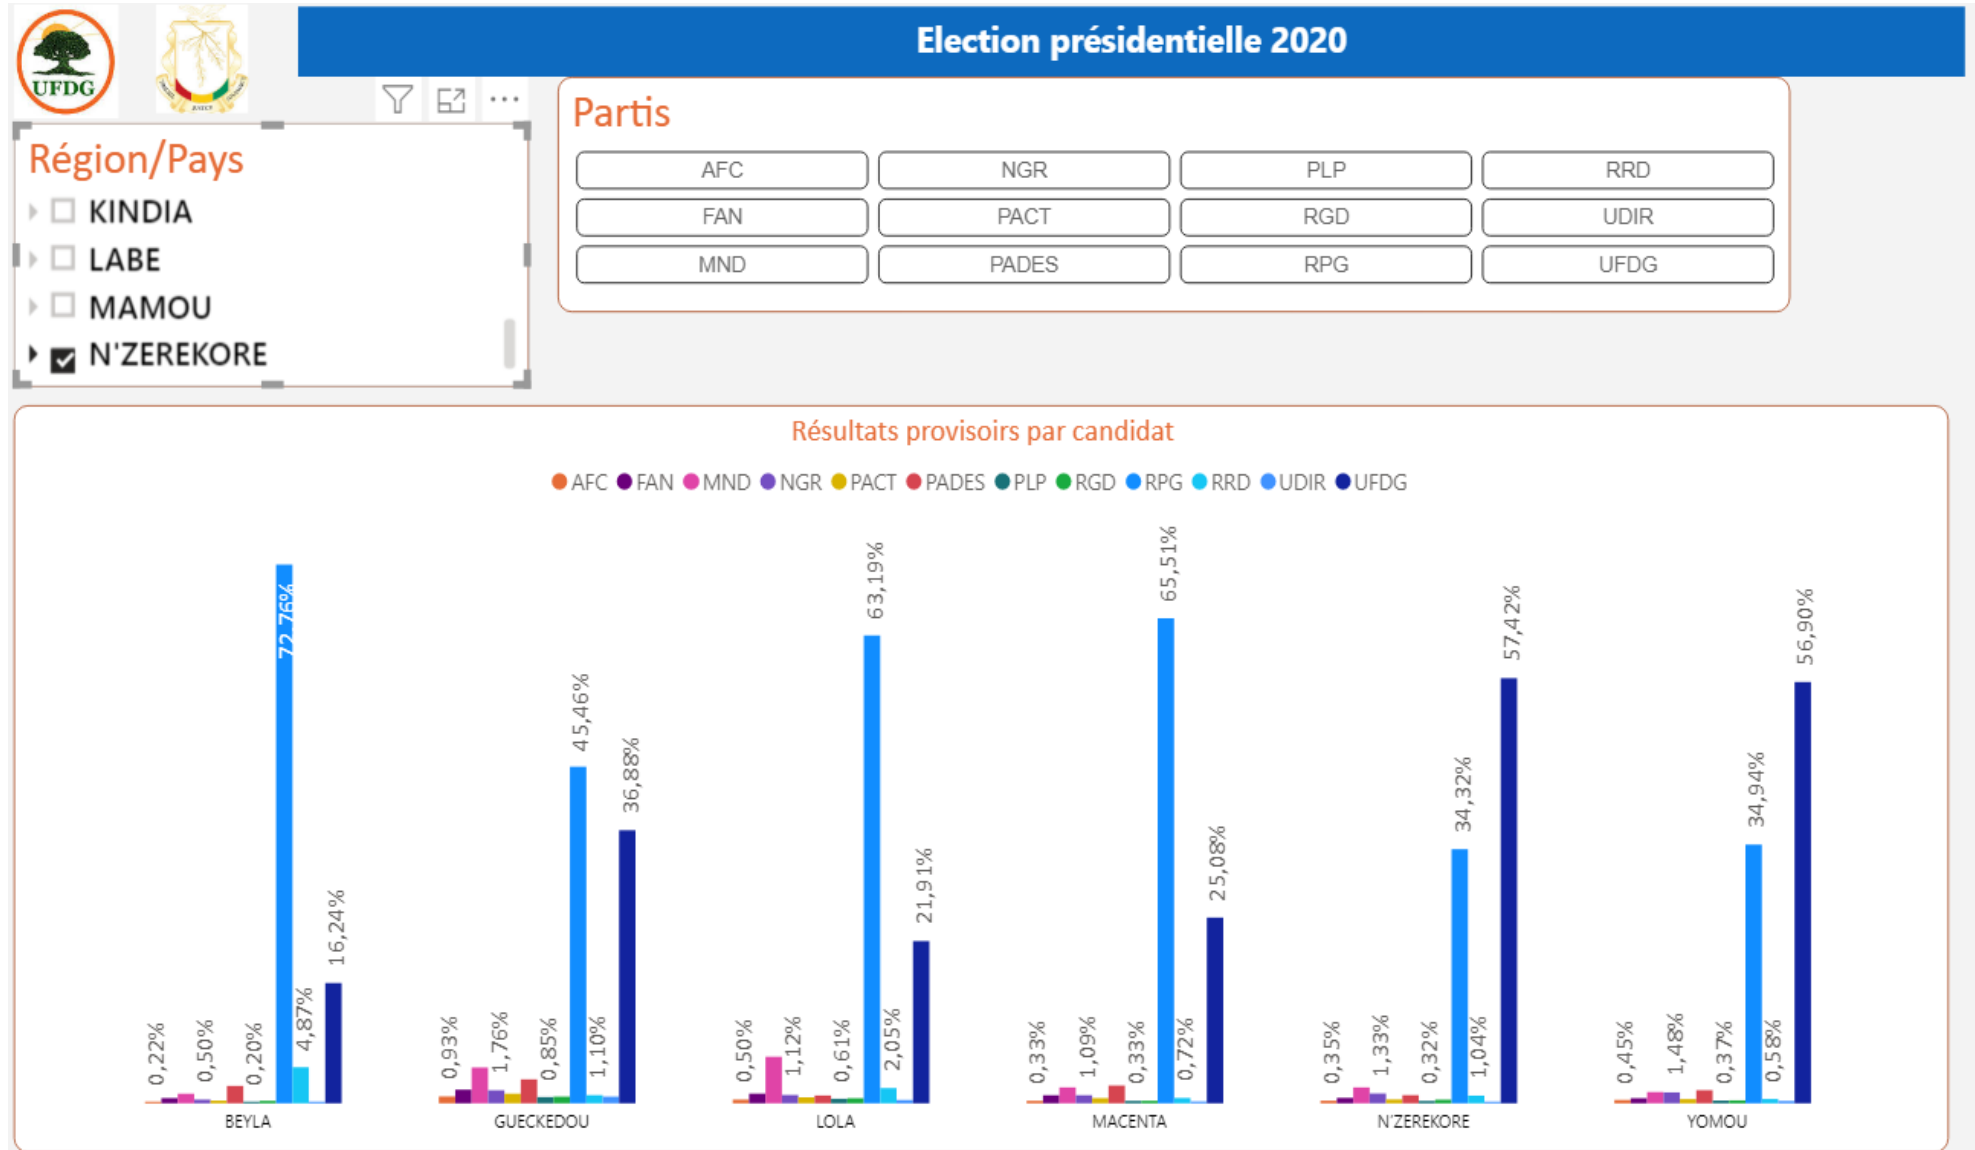 UFDG
Election présidentielle 2020
Région/Pays
KINDIA
LABE
MAMOU
N'ZEREKORE
Partis
AFC NGR PLP RRD
FAN PACT RGD UDIR
MND PADES RPG UFDG
Résultats provisoirs par candidat
AFC FAN MND NGR PACT PADES PLP RGD RPG RRD UDIR UFDG
0,22% 0,50% 0,20% 72,76% 4,87% 16,24%
0,93% 1,76% 0,85% 45,46% 1,10% 36,88%
0,50% 1,12% 0,61% 63,19% 2,05% 21,91%
0,33% 1,09% 0,33% 65,51% 0,72% 25,08%
0,35% 1,33% 0,32% 34,32% 1,04% 57,42%
0,45% 1,48% 0,37% 34,94% 0,58% 56,90%
BEYLA GUECKEDOU LOLA MACENTA N'ZEREKORE YOMOU